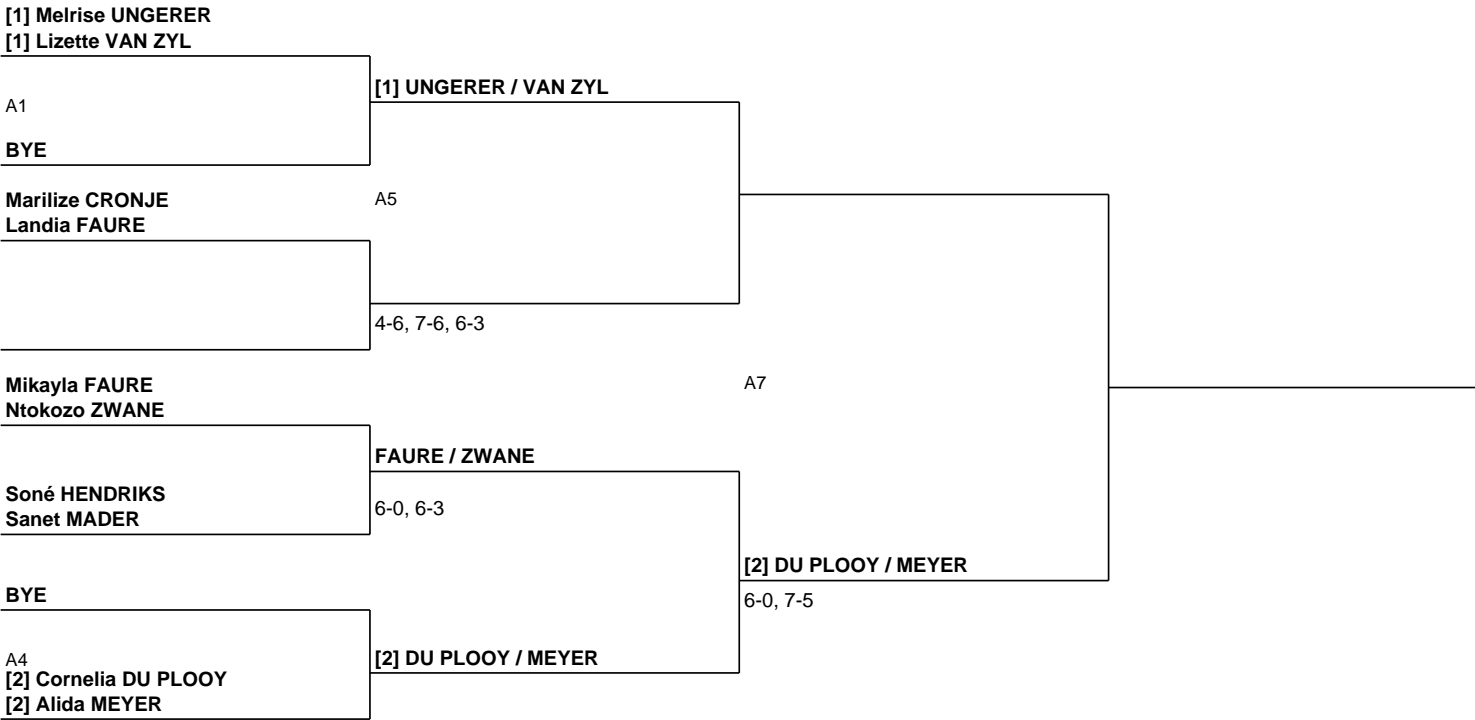 [1] Melrise UNGERER
[1] Lizette VAN ZYL
[1] UNGERER / VAN ZYL
A1
BYE
Marilize CRONJE
A5
Landia FAURE
4-6, 7-6, 6-3
Mikayla FAURE
A7
Ntokozo ZWANE
FAURE / ZWANE
Soné HENDRIKS
6-0, 6-3
Sanet MADER
[2] DU PLOOY / MEYER
BYE
6-0, 7-5
A4
[2] DU PLOOY / MEYER
[2] Cornelia DU PLOOY
[2] Alida MEYER